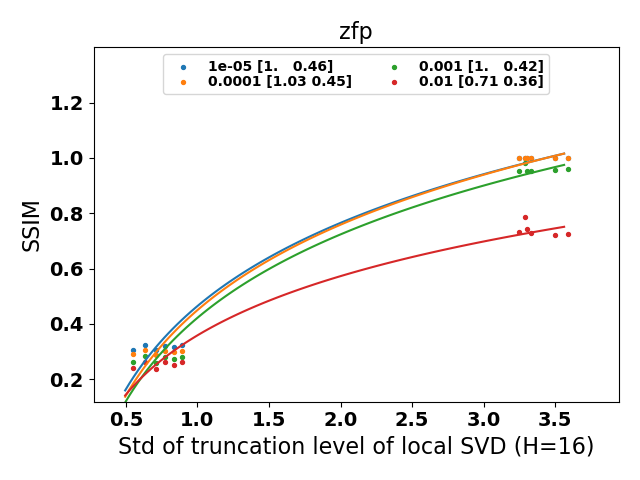 zfp
1e-05 [1.   0.46]
0.0001 [1.03 0.45]
0.001 [1.   0.42]
0.01 [0.71 0.36]
1.2
1.0
0.8
0.6
0.4
0.2
SSIM
0.5 1.0 1.5 2.0 2.5 3.0 3.5
Std of truncation level of local SVD (H=16)